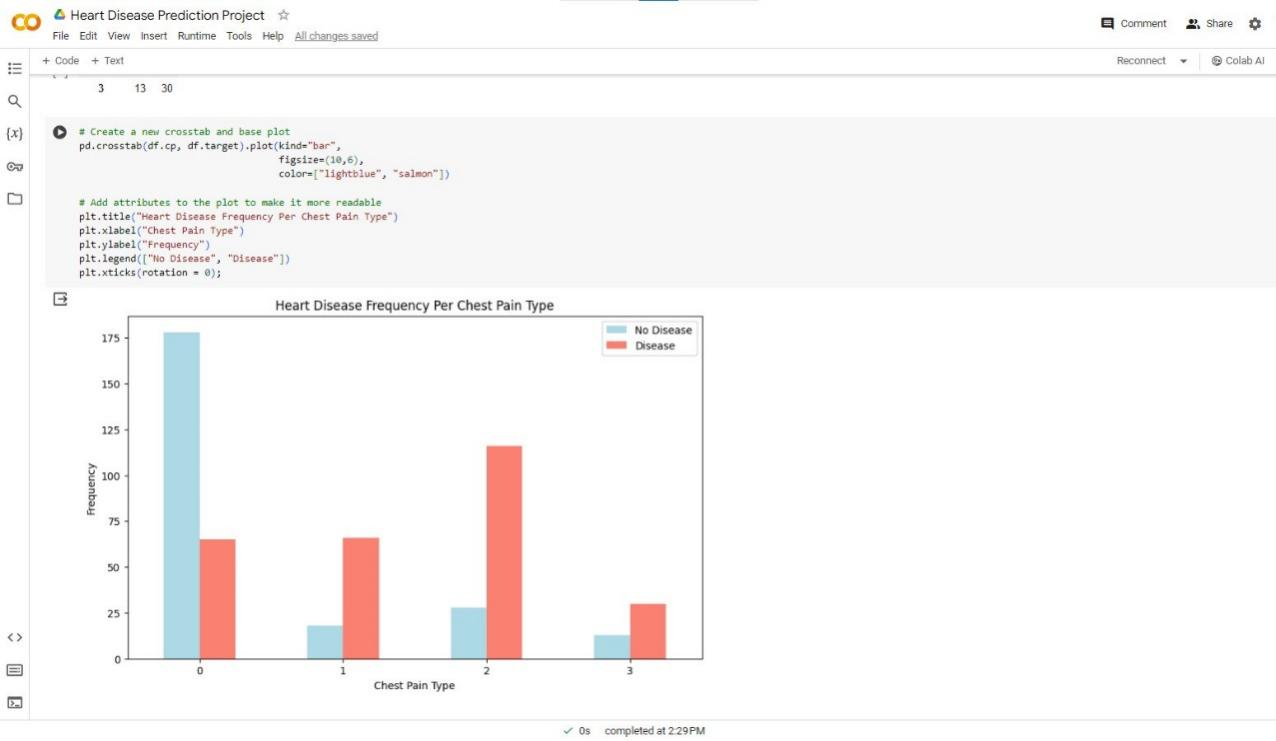 Heart Disease Prediction Project
File Edit View Insert Runtime Tools Help All changes saved
Comment Share
+ Code + Text
Reconnect Colab AI
3 13 30
# Create a new crosstab and base plot
pd.crosstab(df.cp, df.target).plot(kind="bar",
figsize=(10,6),
color=["lightblue", "salmon"])
# Add attributes to the plot to make it more readable
plt.title("Heart Disease Frequency Per Chest Pain Type")
plt.xlabel("Chest Pain Type")
plt.ylabel("Frequency")
plt.legend(["No Disease", "Disease"])
plt.xticks(rotation = 0);
Heart Disease Frequency Per Chest Pain Type
No Disease
Disease
175
150
125
100
75
50
25
0
Frequency
0 1 2 3
Chest Pain Type
0s completed at 2:29 PM